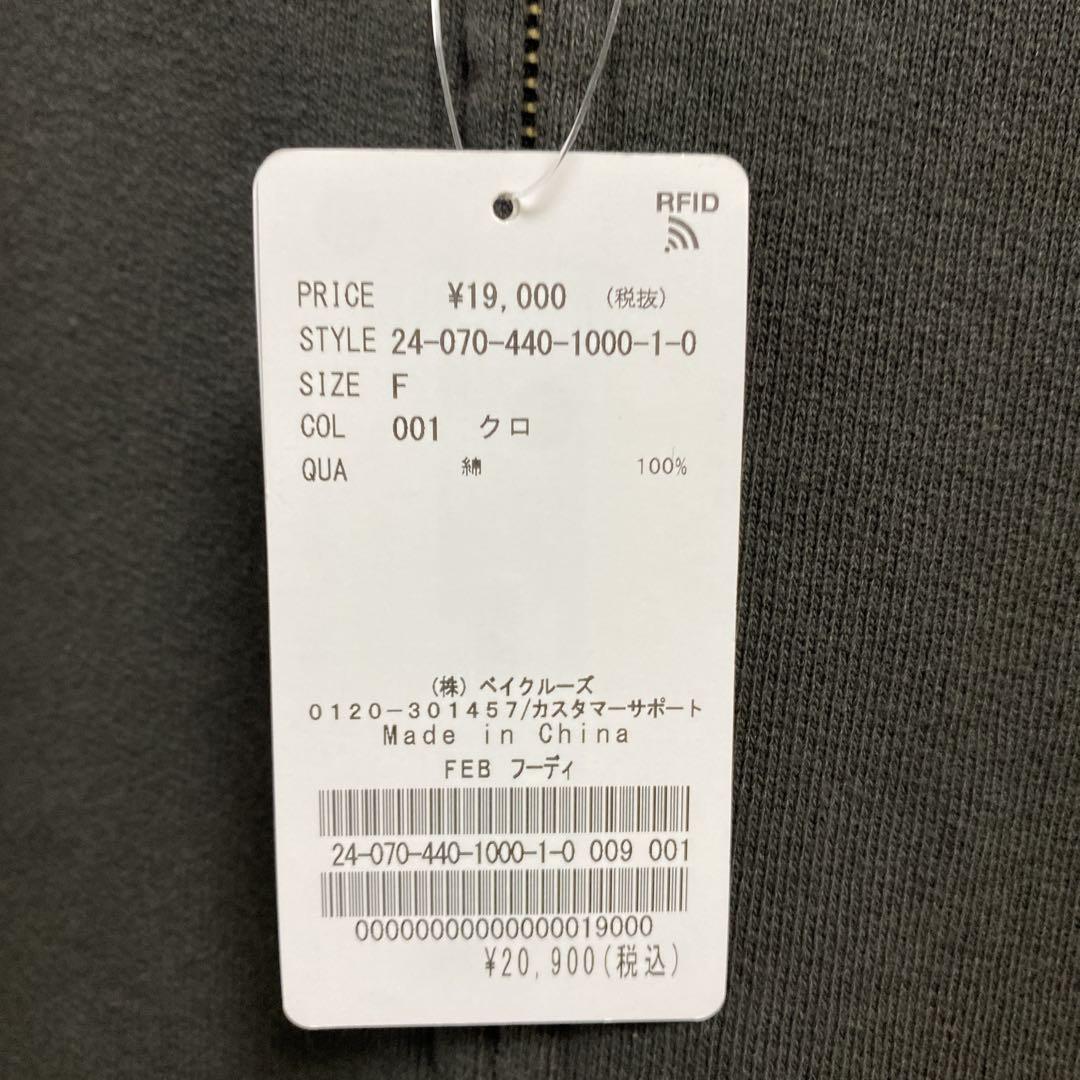 RFID
PRICE ¥19,000 (税抜)
STYLE 24-070-440-1000-1-0
SIZE F
COL 001 クロ
QUA 綿 100%
(株)ベイクルーズ
0120-301457/カスタマーサポート
Made in China
FEB フーディ
24-070-440-1000-1-0 009 001
00000000000000019000
¥20,900(税込)